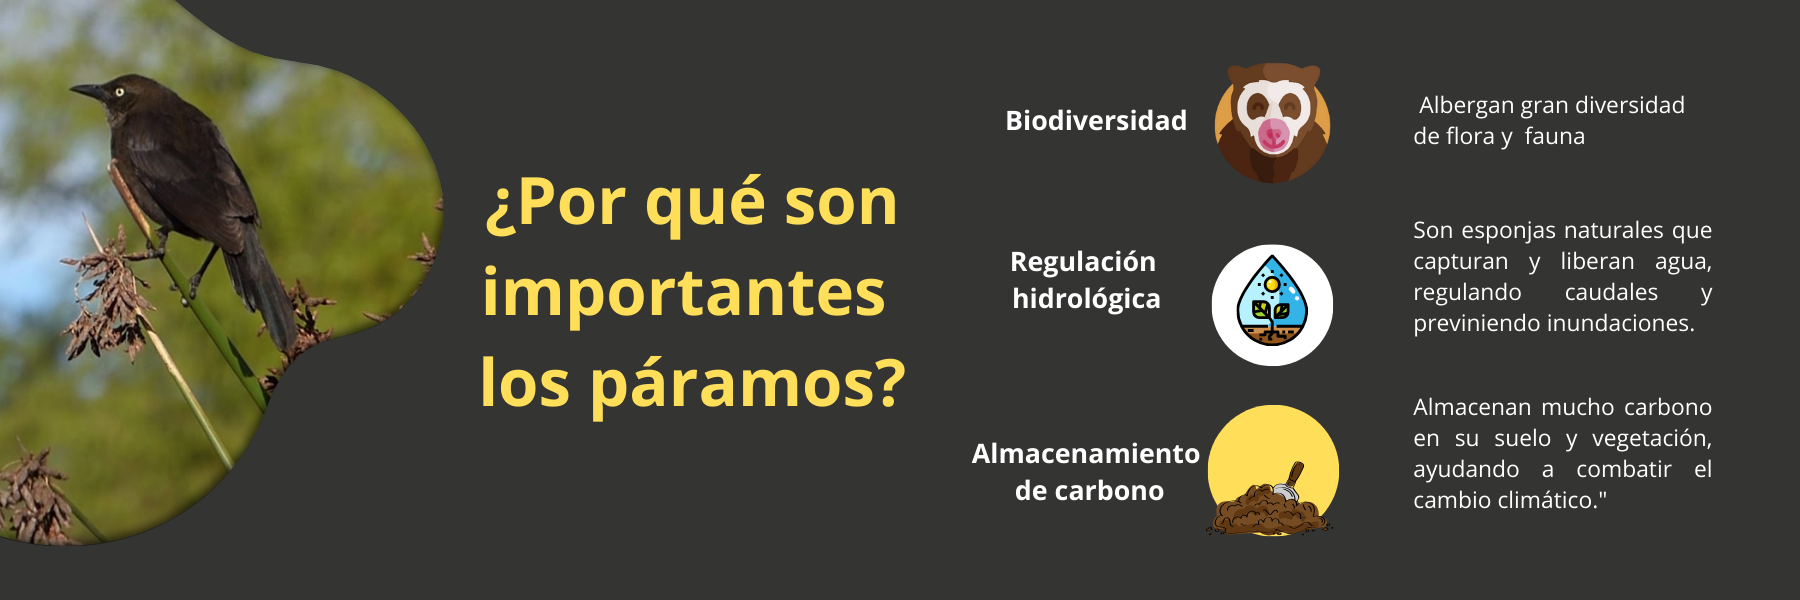 ¿Por qué son
importantes
los páramos?
Biodiversidad
Albergan gran diversidad
de flora y fauna
Regulación
hidrológica
Son esponjas naturales que
capturan y liberan agua,
regulando caudales y
previniendo inundaciones.
Almacenamiento
de carbono
Almacenan mucho carbono
en su suelo y vegetación,
ayudando a combatir el
cambio climático."